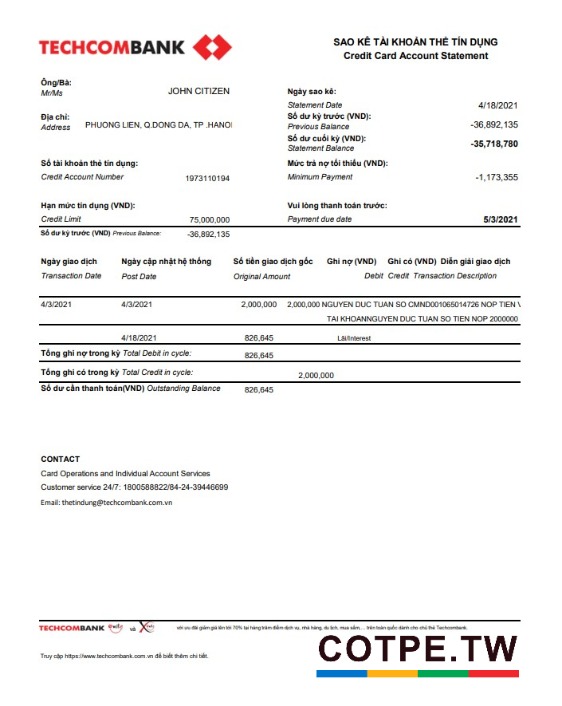 TECHCOMBANK
SAO KÊ TÀI KHOẢN THẺ TÍN DỤNG
Credit Card Account Statement
Ông/Bà:
Mr/Ms JOHN CITIZEN
Địa chỉ:
Address PHUONG LIEN, Q.DONG DA, TP .HANOI
Ngày sao kê:
Statement Date 4/18/2021
Số dư kỳ trước (VND):
Previous Balance -36,892,135
Số dư cuối kỳ (VND):
Statement Balance -35,718,780
Số tài khoản thẻ tín dụng:
Credit Account Number 1973110194
Mức trả nợ tối thiểu (VND):
Minimum Payment -1,173,355
Hạn mức tín dụng (VND):
Credit Limit 75,000,000
Vui lòng thanh toán trước:
Payment due date 5/3/2021
Số dư kỳ trước (VND) Previous Balance: -36,892,135
Ngày giao dịch Ngày cập nhật hệ thống Số tiền giao dịch gốc Ghi nợ (VND) Ghi có (VND) Diễn giải giao dịch
Transaction Date Post Date Original Amount Debit Credit Transaction Description
4/3/2021 4/3/2021 2,000,000 2,000,000 NGUYEN DUC TUAN SO CMND001065014726 NOP TIEN V
TAI KHOANNGUYEN DUC TUAN SO TIEN NOP 2000000
4/18/2021 826,645 Lãi/Interest
Tổng ghi nợ trong kỳ Total Debit in cycle: 826,645
Tổng ghi có trong kỳ Total Credit in cycle: 2,000,000
Số dư cần thanh toán(VND) Outstanding Balance 826,645
CONTACT
Card Operations and Individual Account Services
Customer service 24/7: 1800588822/84-24-39446699
Email: thetindung@techcombank.com.vn
TECHCOMBANK và với ưu đãi giảm giá lên tới 70% tại hàng trăm điểm dịch vụ, nhà hàng, du lịch, mua sắm.... trên toàn quốc dành cho chủ thẻ Techcombank.
Truy cập https://www.techcombank.com.vn để biết thêm chi tiết.
COTPE.TW